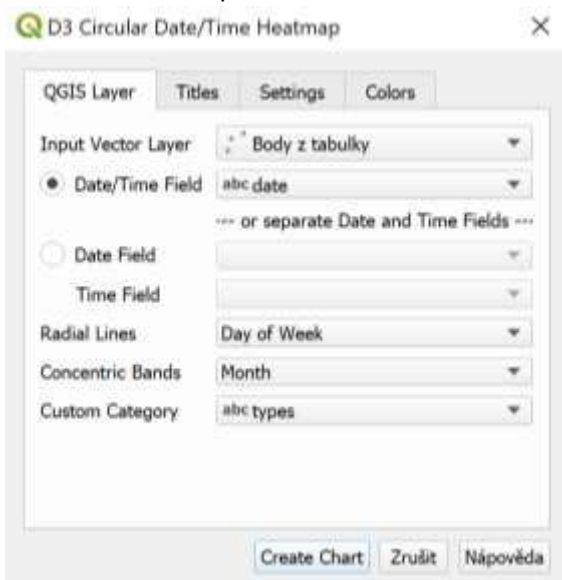 D3 Circular Date/Time Heatmap
QGIS Layer Titles Settings Colors
Input Vector Layer Body z tabulky
Date/Time Field abc date
--- or separate Date and Time Fields ---
Date Field
Time Field
Radial Lines Day of Week
Concentric Bands Month
Custom Category abc types
Create Chart Zrušit Nápověda